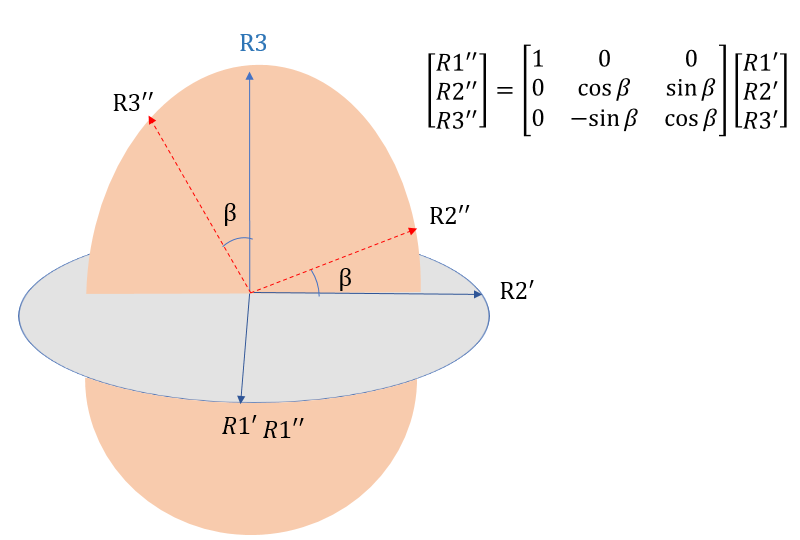 R3
R3′′
β
R2′′
β
R2′
R1′ R1′′
[R1′′] = [1 0 0] [R1′]
[R2′′] [0 cos β sin β] [R2′]
[R3′′] [0 −sin β cos β] [R3′]